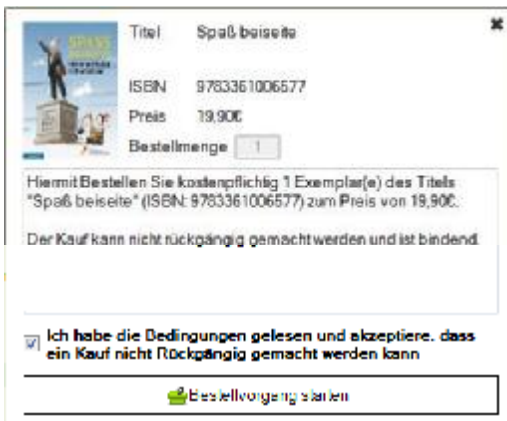 Titel Spaß beiseite
ISBN 9783361006577
Preis 19,90€
Bestellmenge 1
Hiermit Bestellen Sie kostenpflichtig 1 Exemplar(e) des Titels
"Spaß beiseite" (ISBN: 9783361006577) zum Preis von 19,90€.
Der Kauf kann nicht rückgängig gemacht werden und ist bindend.
Ich habe die Bedingungen gelesen und akzeptiere, dass
ein Kauf nicht Rückgängig gemacht werden kann
Bestellvorgang starten